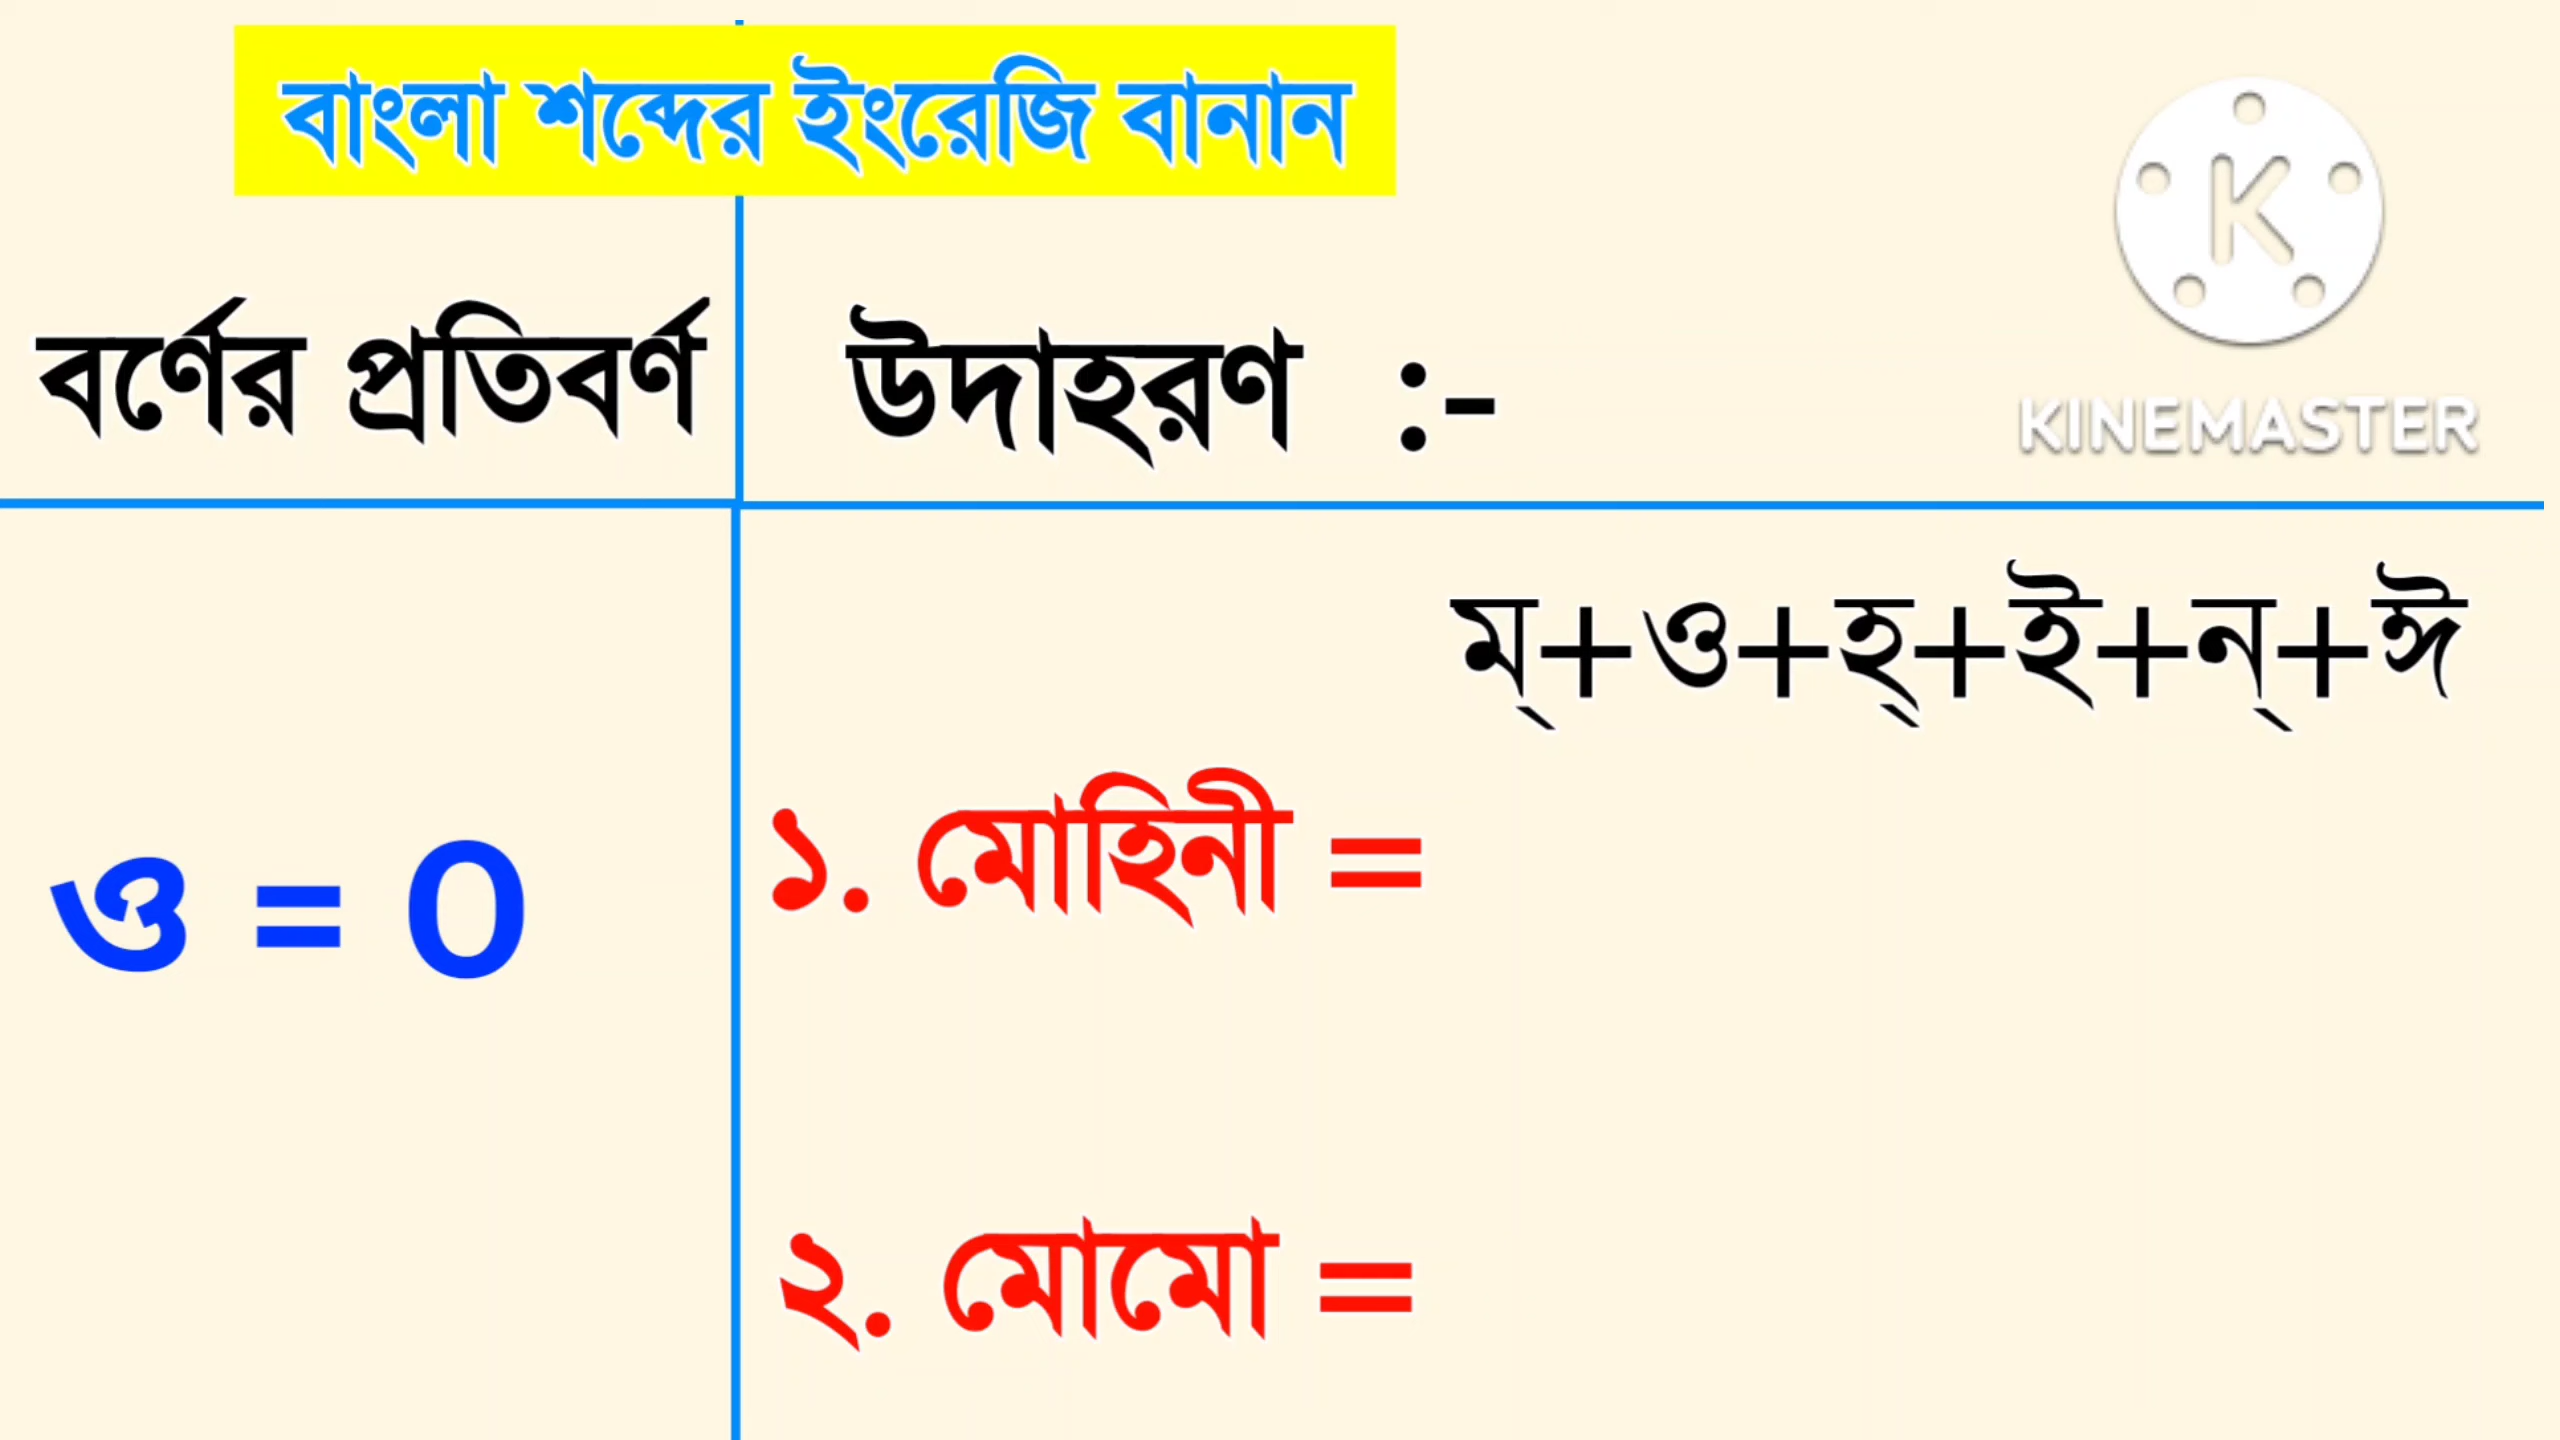 বাংলা শব্দের ইংরেজি বানান
বর্ণের প্রতিবর্ণ
উদাহরণ :-
KINEMASTER
ম্+ও+হ্+ই+ন্+ঈ
ও = O
১. মোহিনী =
২. মোমো =